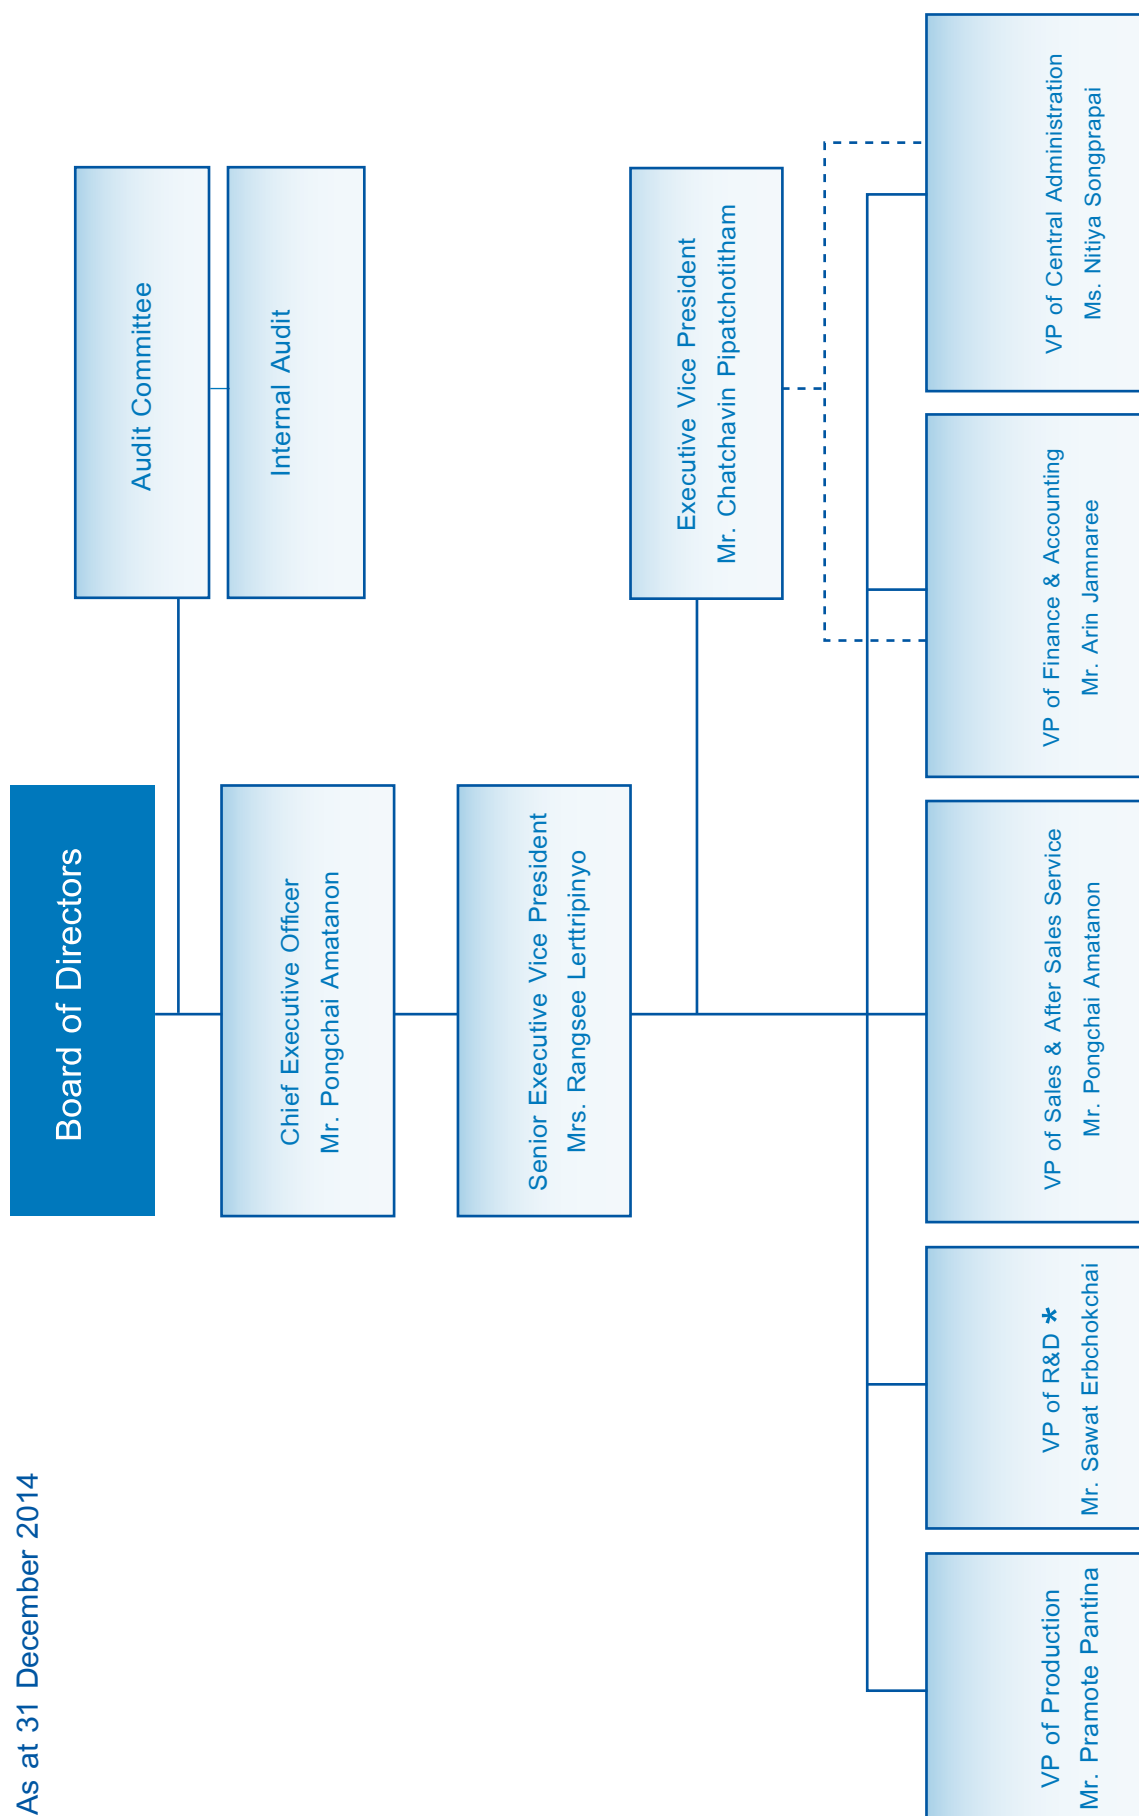 As at 31 December 2014
Board of Directors
Audit Committee
Internal Audit
Chief Executive Officer
Mr. Pongchai Amatanon
Senior Executive Vice President
Mrs. Rangsee Lerttripinyo
Executive Vice President
Mr. Chatchavin Pipatchotitham
VP of Production
Mr. Pramote Pantina
VP of R&D *
Mr. Sawat Erbchokchai
VP of Sales & After Sales Service
Mr. Pongchai Amatanon
VP of Finance & Accounting
Mr. Arin Jamnaree
VP of Central Administration
Ms. Nitiya Songprapai